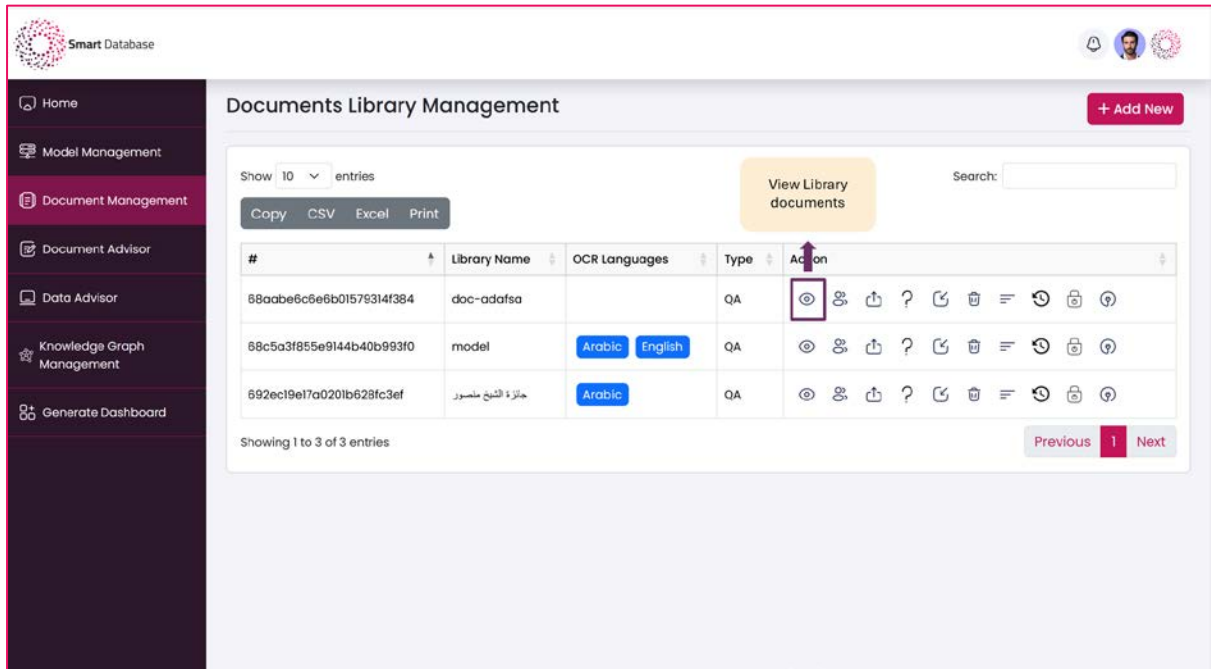 Smart Database
Home
Model Management
Document Management
Document Advisor
Data Advisor
Knowledge Graph
Management
Generate Dashboard
Documents Library Management
+ Add New
Show 10 entries
Search:
Copy CSV Excel Print
View Library
documents
# Library Name OCR Languages Type Action
68aabe6c6e6b01579314f384 doc-adafsa QA
68c5a3f855e9144b40b993f0 model Arabic English QA
692ec19e17a0201b628fc3ef جائزة الشيخ منصور Arabic QA
Showing 1 to 3 of 3 entries
Previous 1 Next